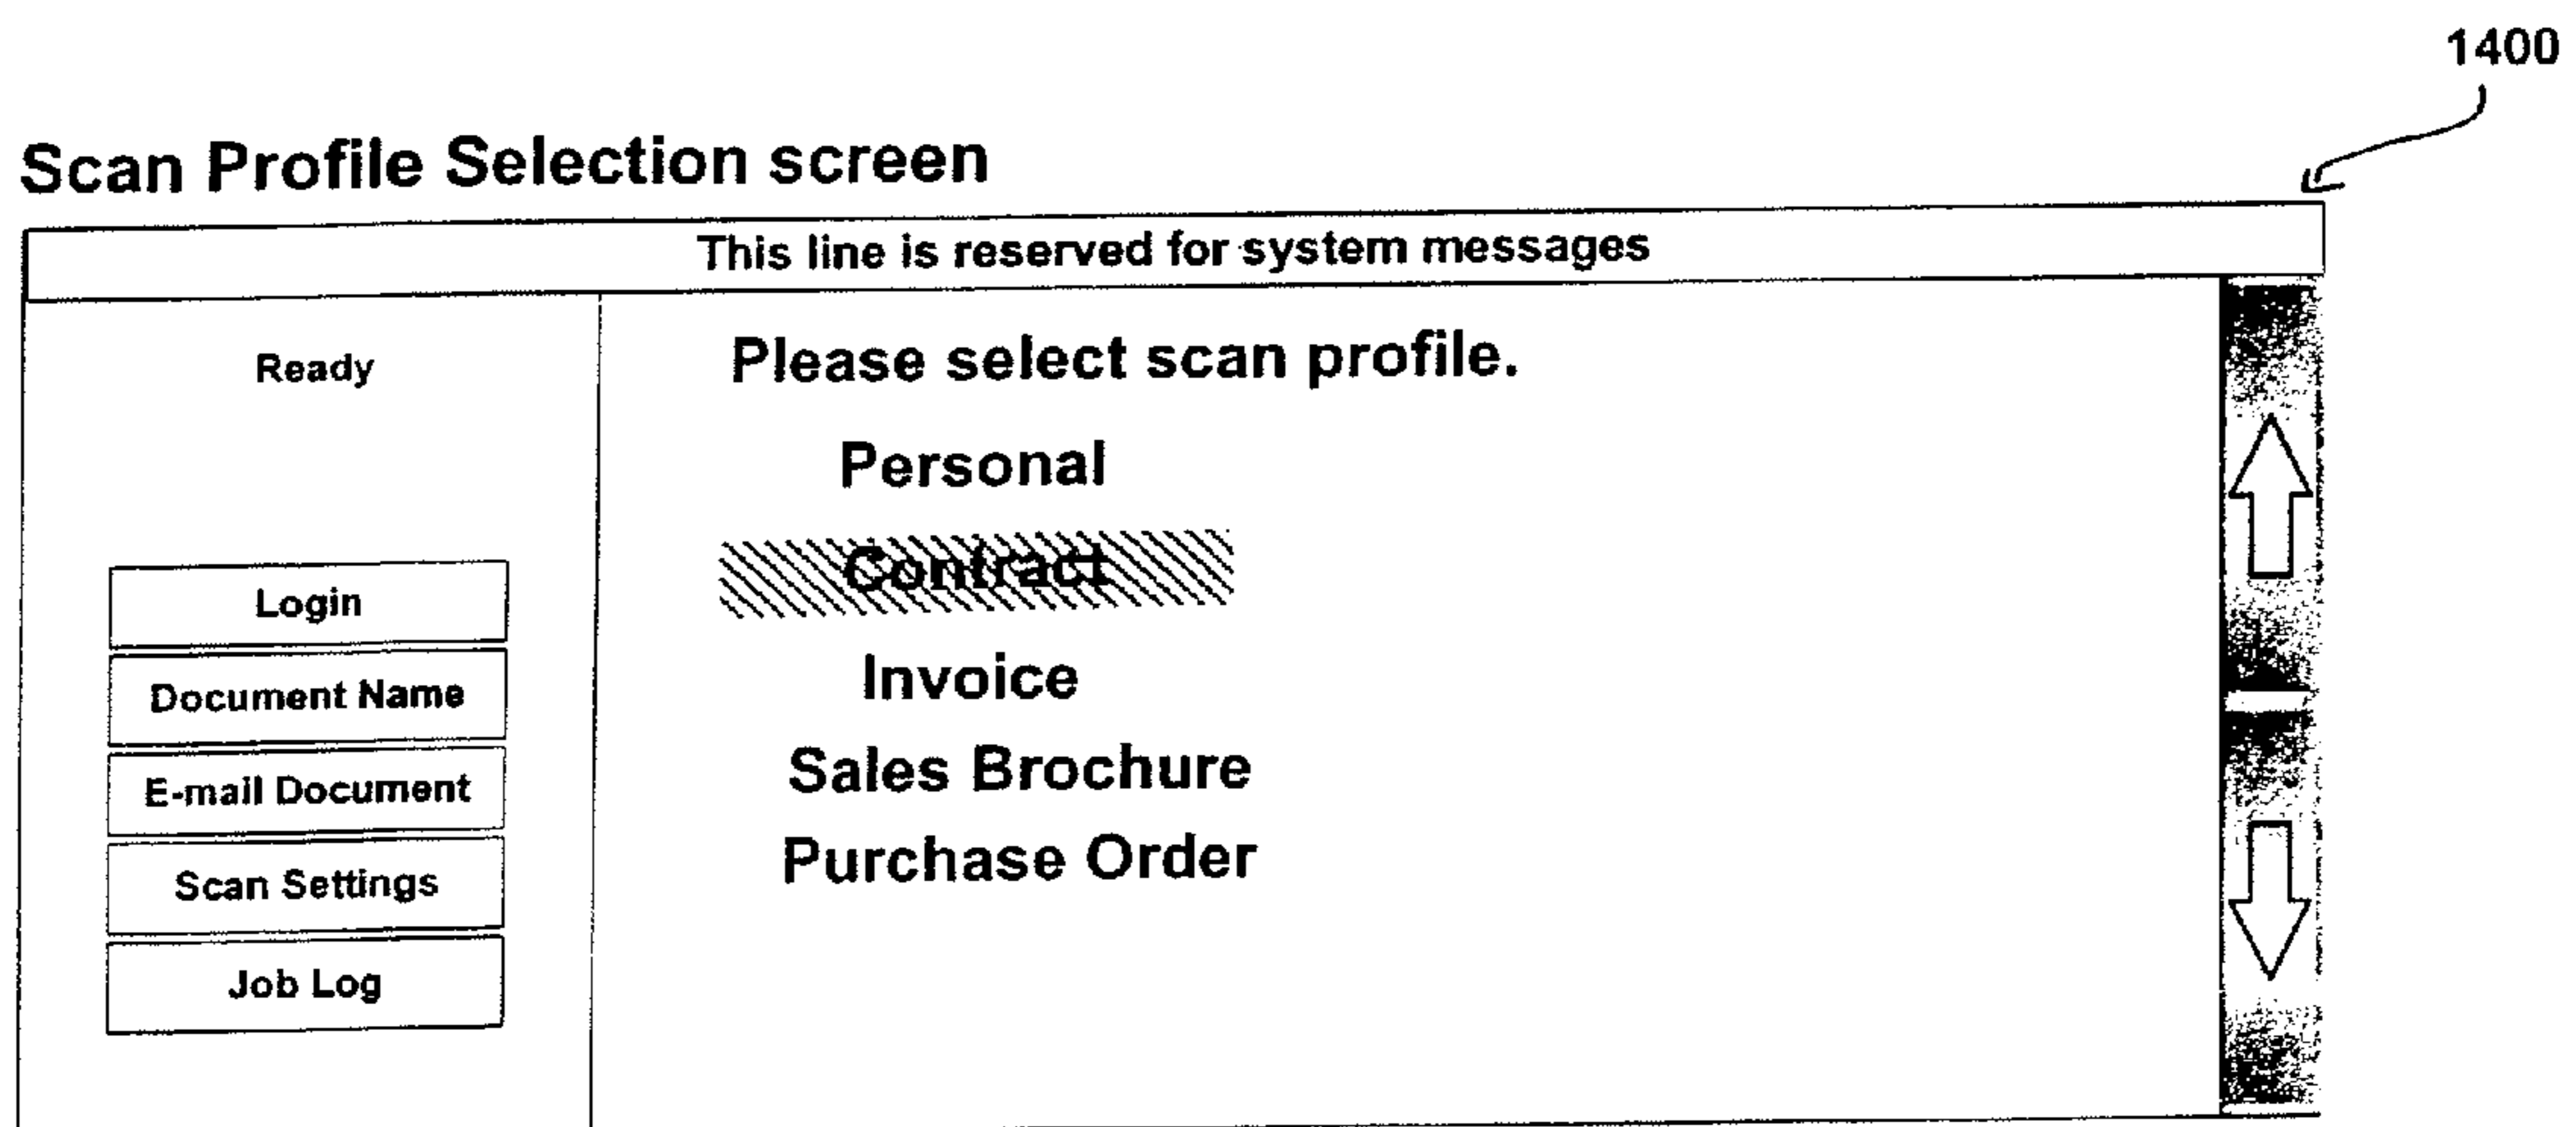 1400
Scan Profile Selection screen
This line is reserved for system messages
Ready
Login
Document Name
E-mail Document
Scan Settings
Job Log
Please select scan profile.
Personal
Contract
Invoice
Sales Brochure
Purchase Order